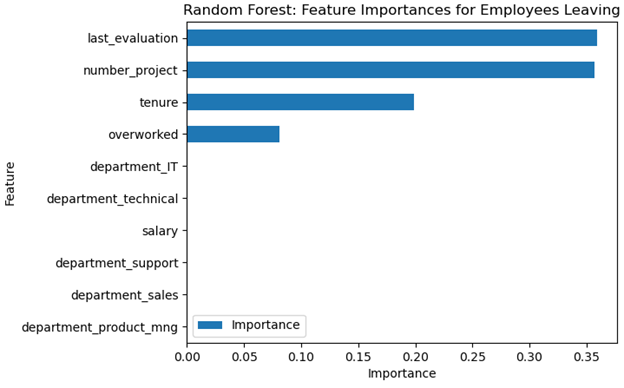 Random Forest: Feature Importances for Employees Leaving
last_evaluation
number_project
tenure
overworked
department_IT
department_technical
salary
department_support
department_sales
department_product_mng
Feature
Importance
0.00 0.05 0.10 0.15 0.20 0.25 0.30 0.35
Importance